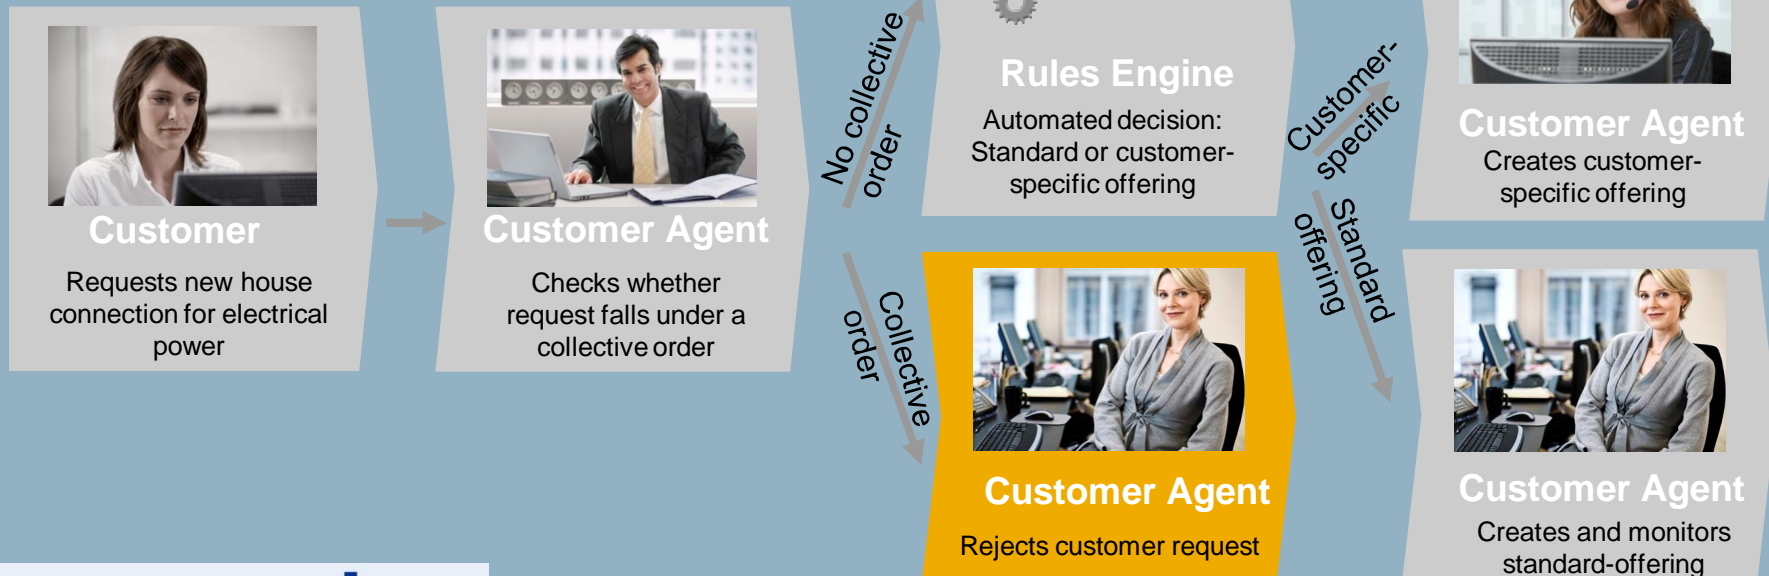 Customer
Requests new house
connection for electrical
power
Customer Agent
Checks whether
request falls under a
collective order
No collective
order
Collective
order
Rules Engine
Automated decision:
Standard or customer-
specific offering
Customer Agent
Rejects customer request
Customer-
specific
Standard
offering
Customer Agent
Creates customer-
specific offering
Customer Agent
Creates and monitors
standard-offering